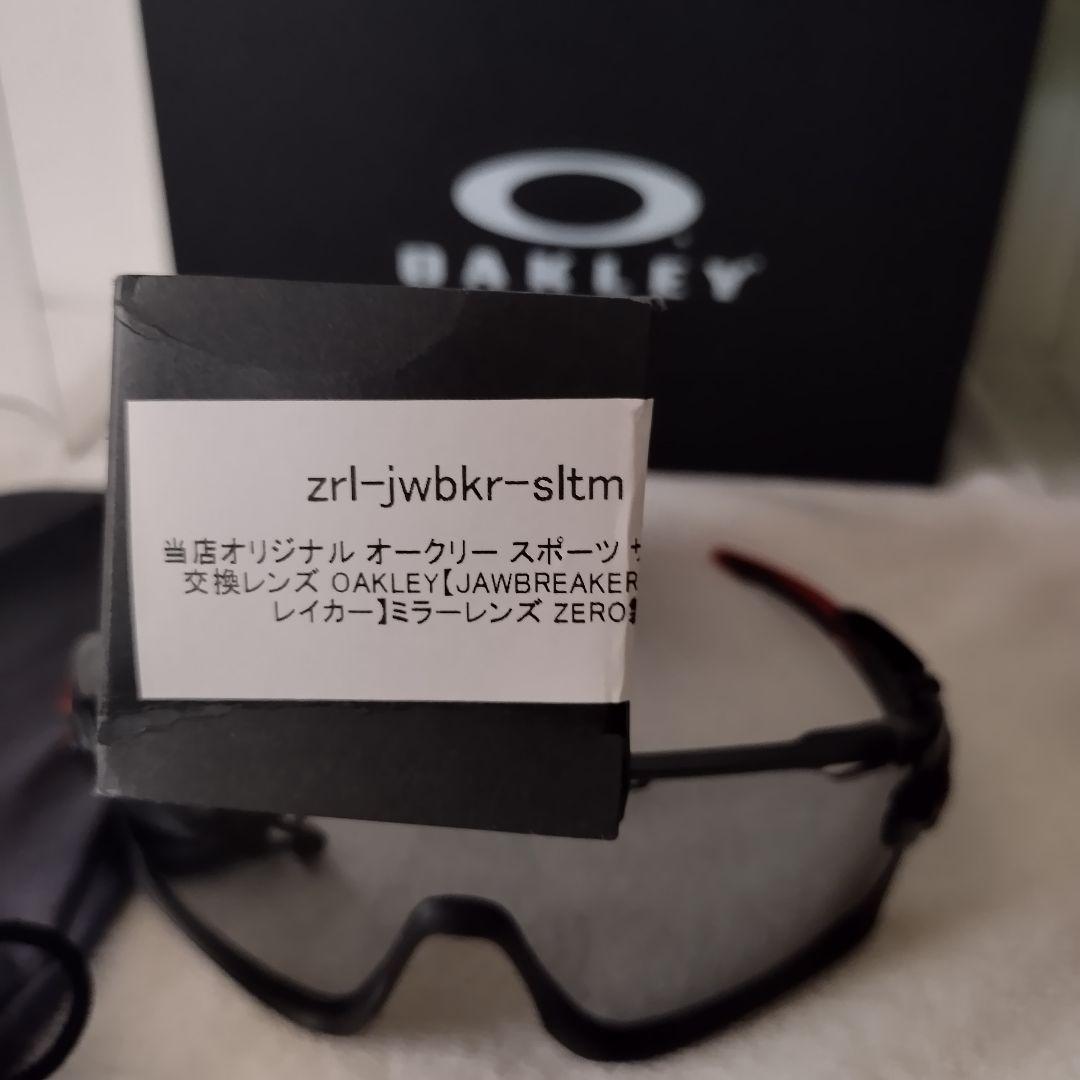 OAKLEY
zrl-jwbkr-sltm
当店オリジナル オークリー スポーツ
交換レンズ OAKLEY【JAWBREAKER
レイカー】ミラーレンズ ZERO